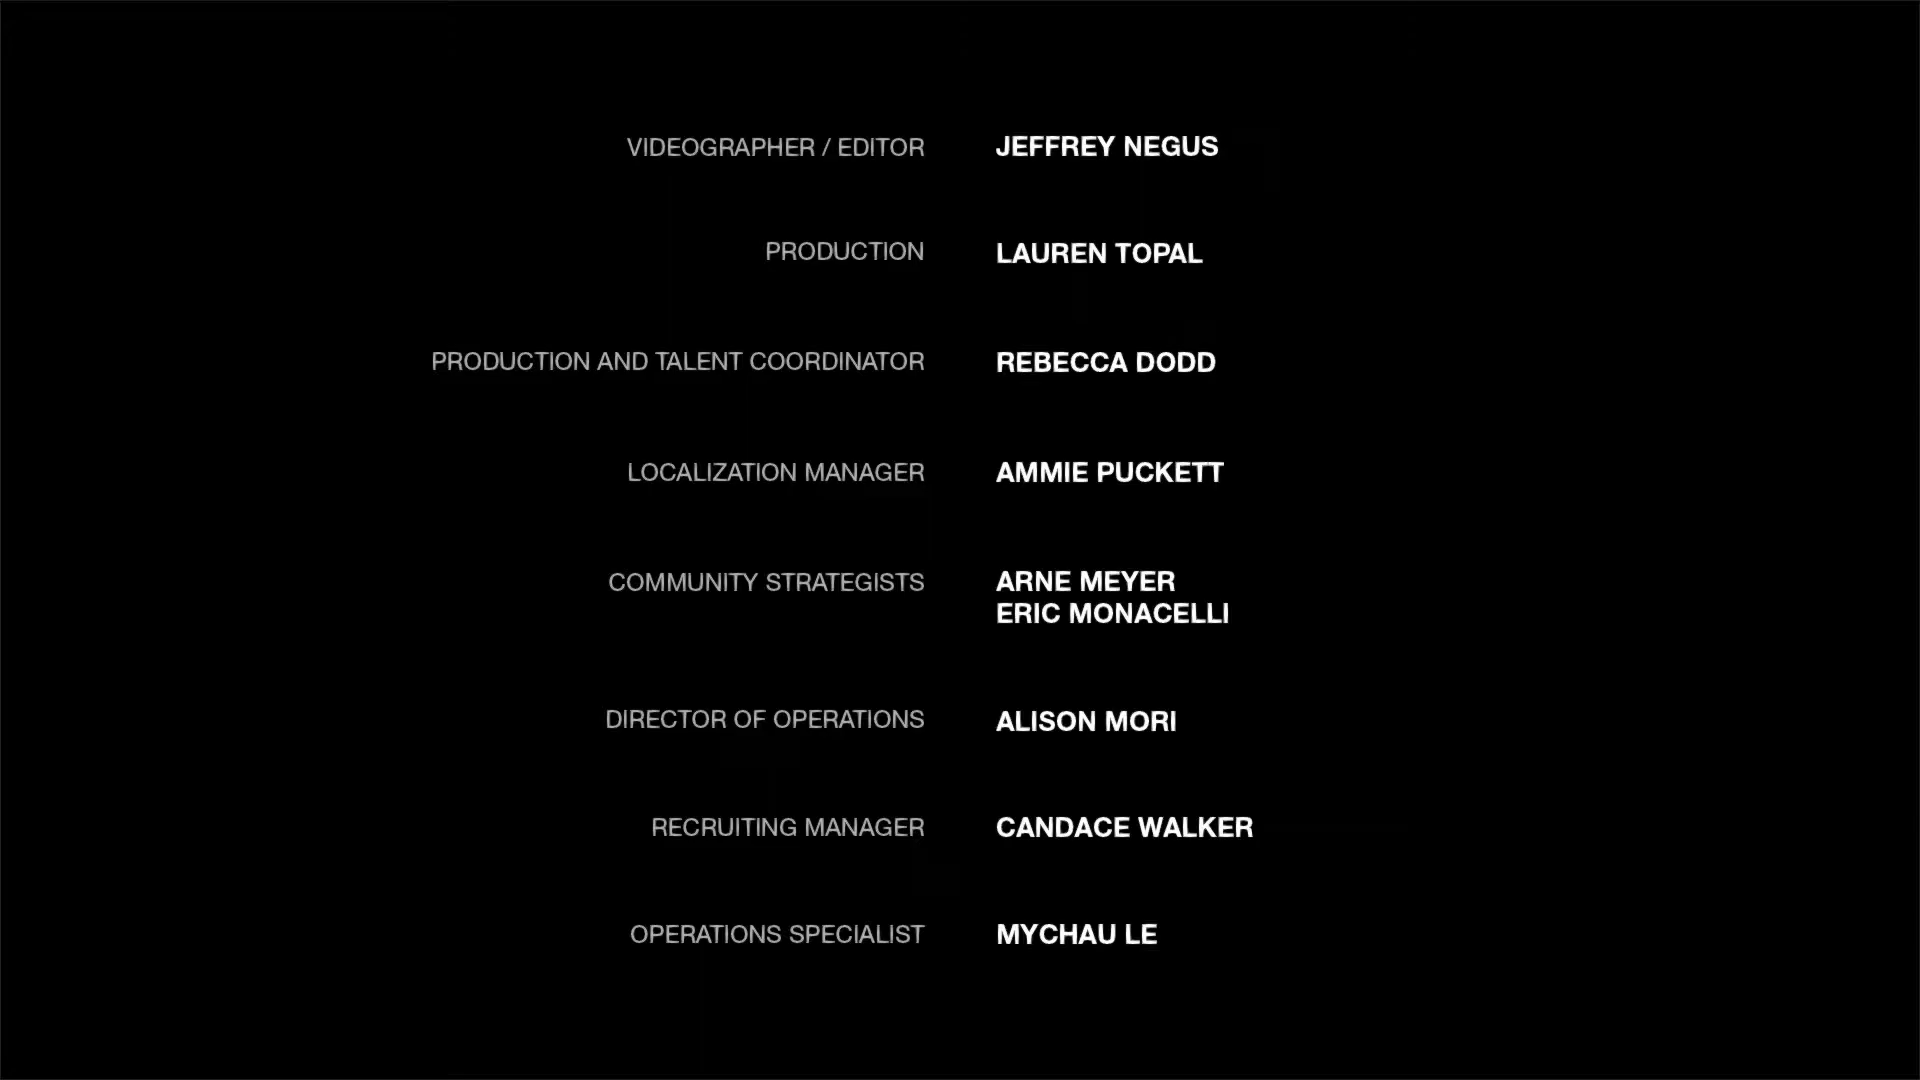 VIDEOGRAPHER / EDITOR JEFFREY NEGUS
PRODUCTION LAUREN TOPAL
PRODUCTION AND TALENT COORDINATOR REBECCA DODD
LOCALIZATION MANAGER AMMIE PUCKETT
COMMUNITY STRATEGISTS ARNE MEYER
ERIC MONACELLI
DIRECTOR OF OPERATIONS ALISON MORI
RECRUITING MANAGER CANDACE WALKER
OPERATIONS SPECIALIST MYCHAU LE